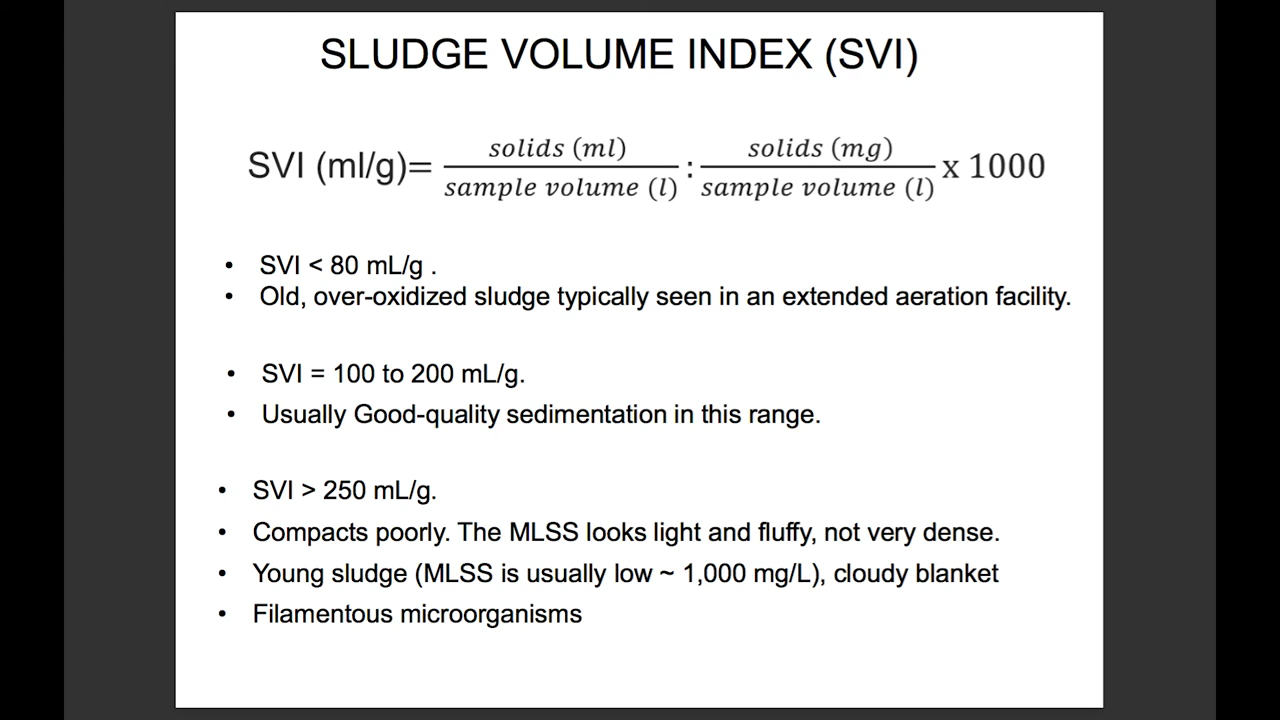 SLUDGE VOLUME INDEX (SVI)
SVI (ml/g)= solids (ml) / sample volume (l) : solids (mg) / sample volume (l) x 1000
• SVI < 80 mL/g .
• Old, over-oxidized sludge typically seen in an extended aeration facility.
• SVI = 100 to 200 mL/g.
• Usually Good-quality sedimentation in this range.
• SVI > 250 mL/g.
• Compacts poorly. The MLSS looks light and fluffy, not very dense.
• Young sludge (MLSS is usually low ~ 1,000 mg/L), cloudy blanket
• Filamentous microorganisms